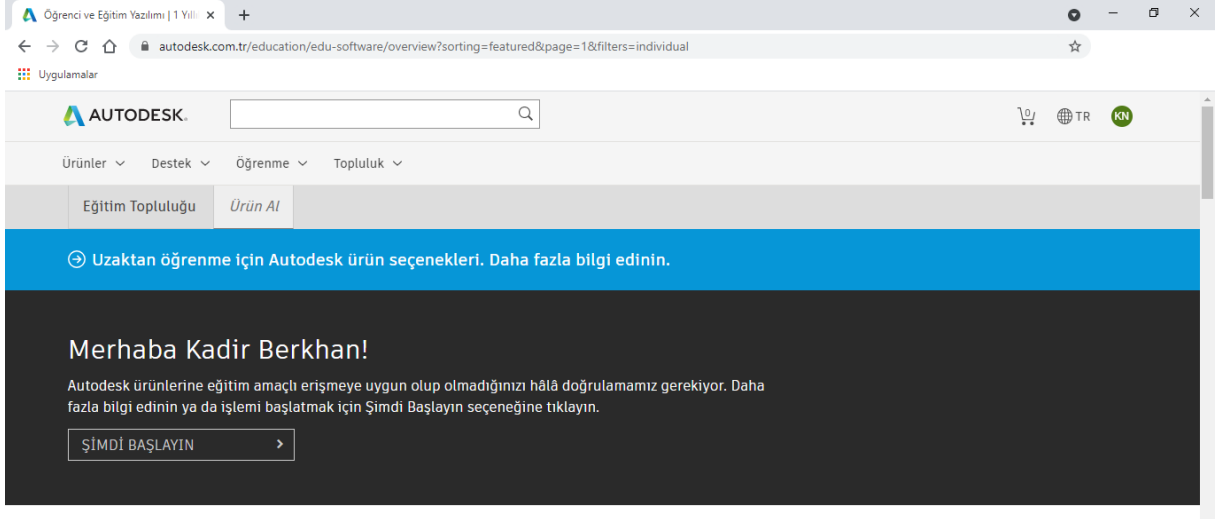 Öğrenci ve Eğitim Yazılımı | 1 Yıllı
autodesk.com.tr/education/edu-software/overview?sorting=featured&page=1&filters=individual
Uygulamalar
AUTODESK.
0
TR
KN
Ürünler
Destek
Öğrenme
Topluluk
Eğitim Topluluğu
Ürün Al
Uzaktan öğrenme için Autodesk ürün seçenekleri. Daha fazla bilgi edinin.
Merhaba Kadir Berkhan!
Autodesk ürünlerine eğitim amaçlı erişmeye uygun olup olmadığınızı hâlâ doğrulamamız gerekiyor. Daha
fazla bilgi edinin ya da işlemi başlatmak için Şimdi Başlayın seçeneğine tıklayın.
ŞİMDİ BAŞLAYIN